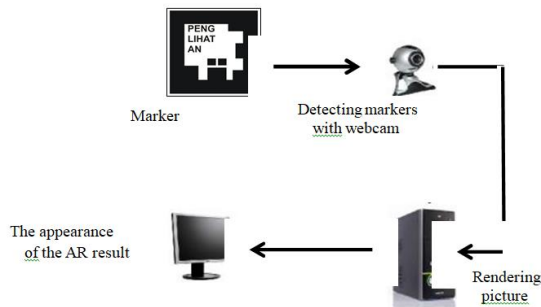 PENG
LIHAT
AN
Marker
Detecting markers
with webcam
The appearance
of the AR result
Rendering
picture